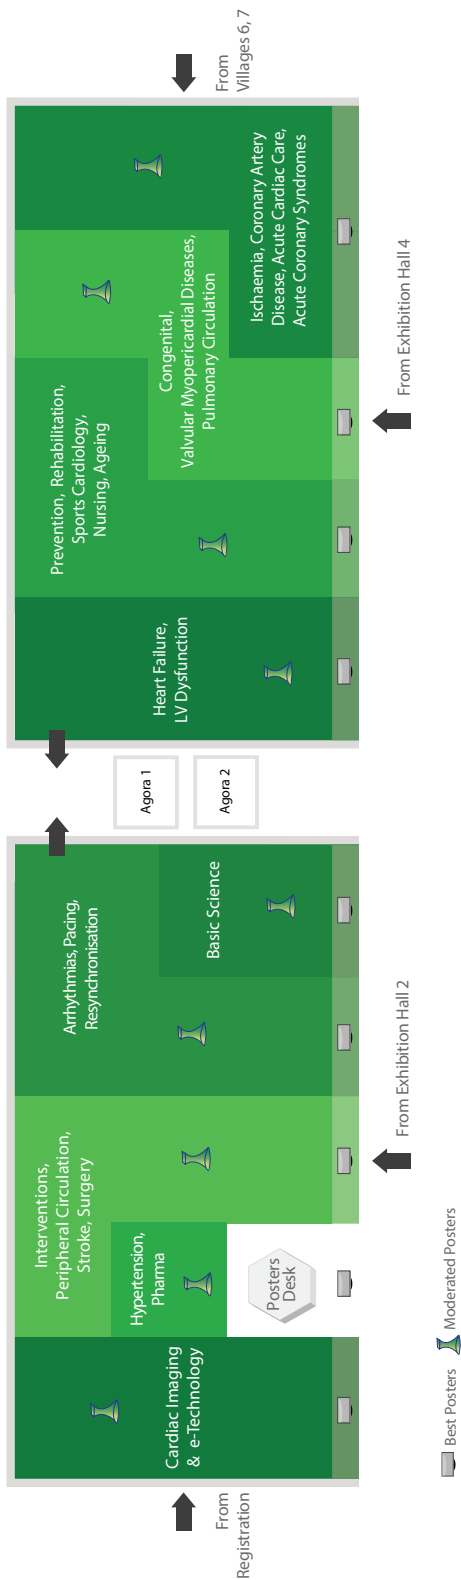 From
Registration
Cardiac Imaging
& e-Technology
Interventions,
Peripheral Circulation,
Stroke, Surgery
Hypertension,
Pharma
Posters
Desk
Arrhythmias, Pacing,
Resynchronisation
Basic Science
From Exhibition Hall 2
Agora 1
Agora 2
Heart Failure,
LV Dysfunction
Prevention, Rehabilitation,
Sports Cardiology,
Nursing, Ageing
Congenital,
Valvular Myopericardial Diseases,
Pulmonary Circulation
Ischaemia, Coronary Artery
Disease, Acute Cardiac Care,
Acute Coronary Syndromes
From
Villages 6, 7
From Exhibition Hall 4
Best Posters
Moderated Posters